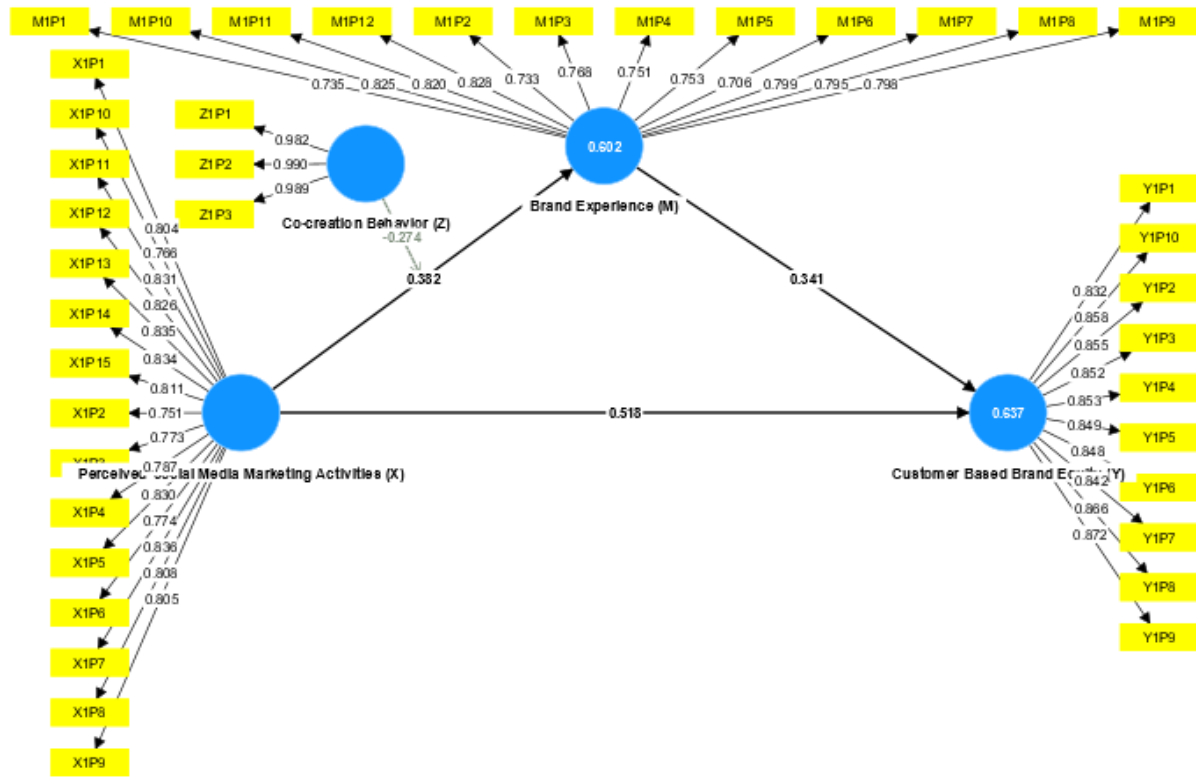 M1P1 M1P10 M1P11 M1P12 M1P2 M1P3 M1P4 M1P5 M1P6 M1P7 M1P8 M1P9
0.735 0.825 0.820 0.828 0.733 0.768 0.751 0.753 0.706 0.799 0.795 0.798
X1P1
X1P10
X1P11
X1P12
X1P13
X1P14
X1P15
X1P2
X1P4
X1P5
X1P6
X1P7
X1P8
X1P9
0.804
0.766
0.831
0.826
0.835
0.834
0.811
0.751
0.773
0.787
0.830
0.774
0.836
0.808
0.805
Z1P1
Z1P2
Z1P3
0.982
0.990
0.989
Co-creation Behavior (Z)
-0.274
0.602
Brand Experience (M)
0.382
0.341
0.518
Perceived Social Media Marketing Activities (X)
0.637
Customer Based Brand Equity (Y)
0.832
0.858
0.855
0.852
0.853
0.849
0.848
0.842
0.866
0.872
Y1P1
Y1P10
Y1P2
Y1P3
Y1P4
Y1P5
Y1P6
Y1P7
Y1P8
Y1P9